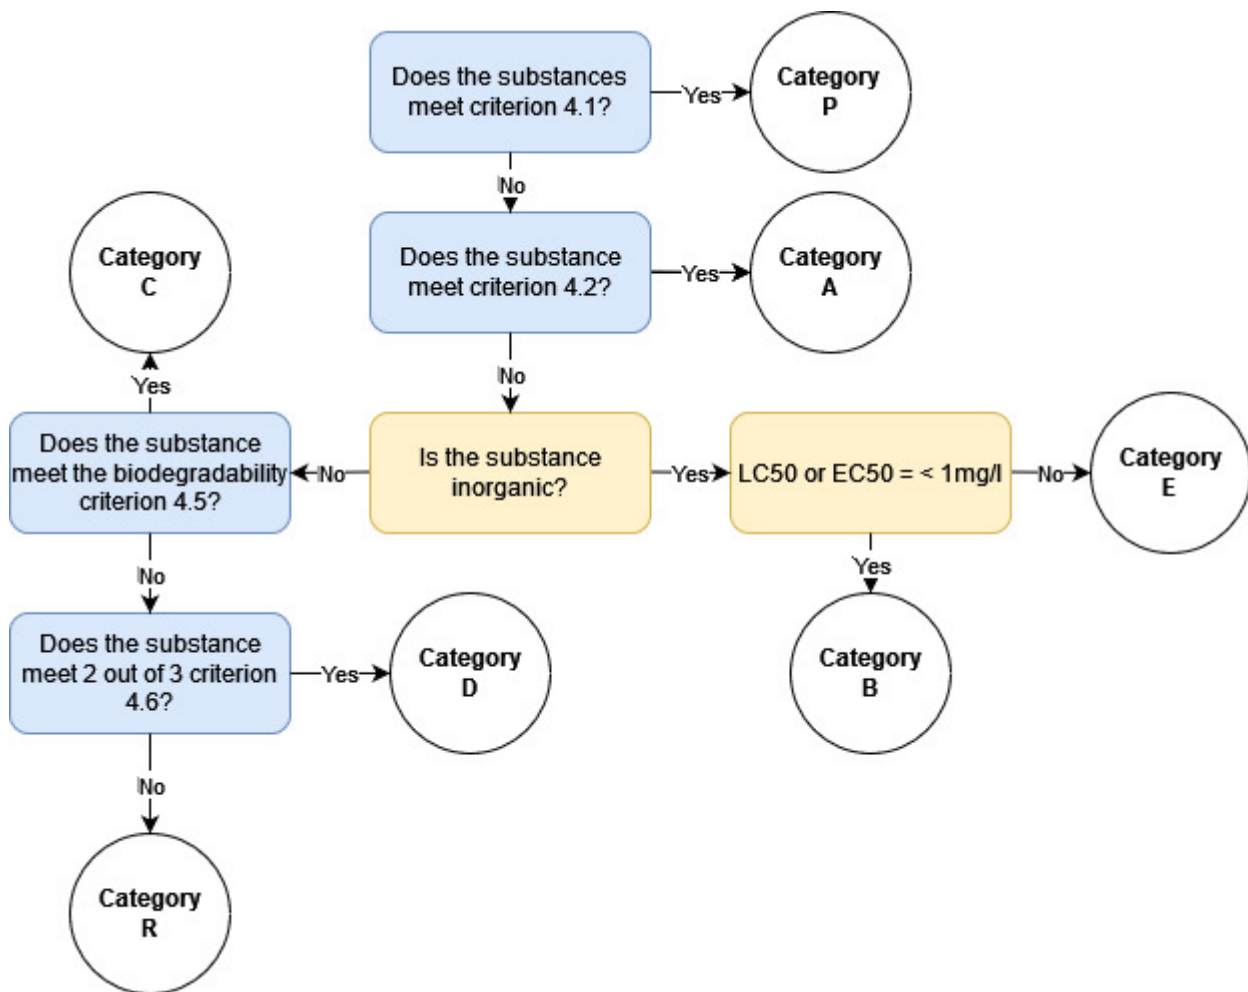 Does the substances
meet criterion 4.1?
Yes
Category
P
No
Does the substance
meet criterion 4.2?
Yes
Category
A
Category
C
No
Yes
Does the substance
meet the biodegradability
criterion 4.5?
No
Is the substance
inorganic?
Yes
LC50 or EC50 = < 1mg/l
No
Category
E
No
Yes
Does the substance
meet 2 out of 3 criterion
4.6?
Yes
Category
D
Category
B
No
Category
R